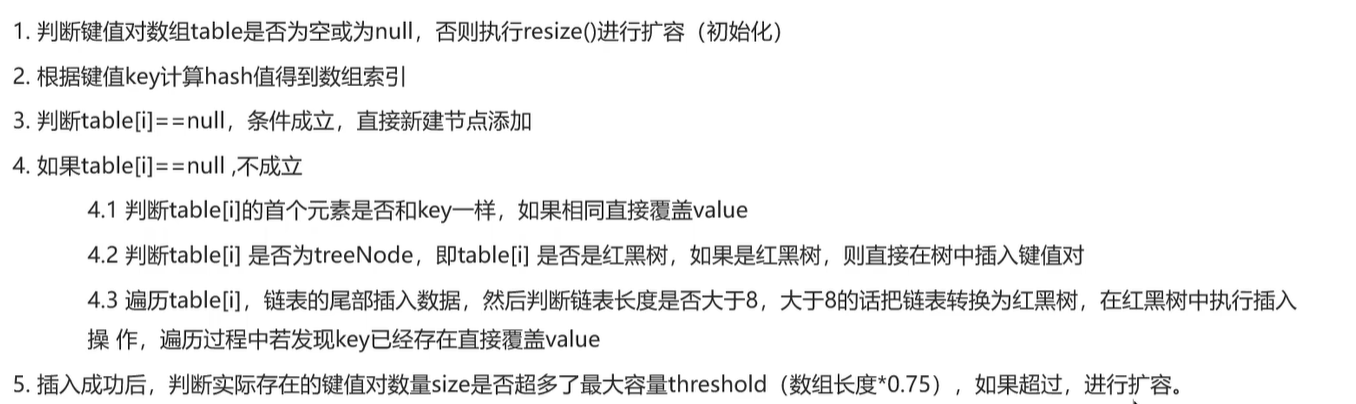 1. 判断键值对数组table是否为空或为null，否则执行resize()进行扩容（初始化）
2. 根据键值key计算hash值得到数组索引
3. 判断table[i]==null，条件成立，直接新建节点添加
4. 如果table[i]==null ,不成立
4.1 判断table[i]的首个元素是否和key一样，如果相同直接覆盖value
4.2 判断table[i] 是否为treeNode，即table[i] 是否是红黑树，如果是红黑树，则直接在树中插入键值对
4.3 遍历table[i]，链表的尾部插入数据，然后判断链表长度是否大于8，大于8的话把链表转换为红黑树，在红黑树中执行插入
操 作，遍历过程中若发现key已经存在直接覆盖value
5. 插入成功后，判断实际存在的键值对数量size是否超多了最大容量threshold（数组长度*0.75），如果超过，进行扩容。